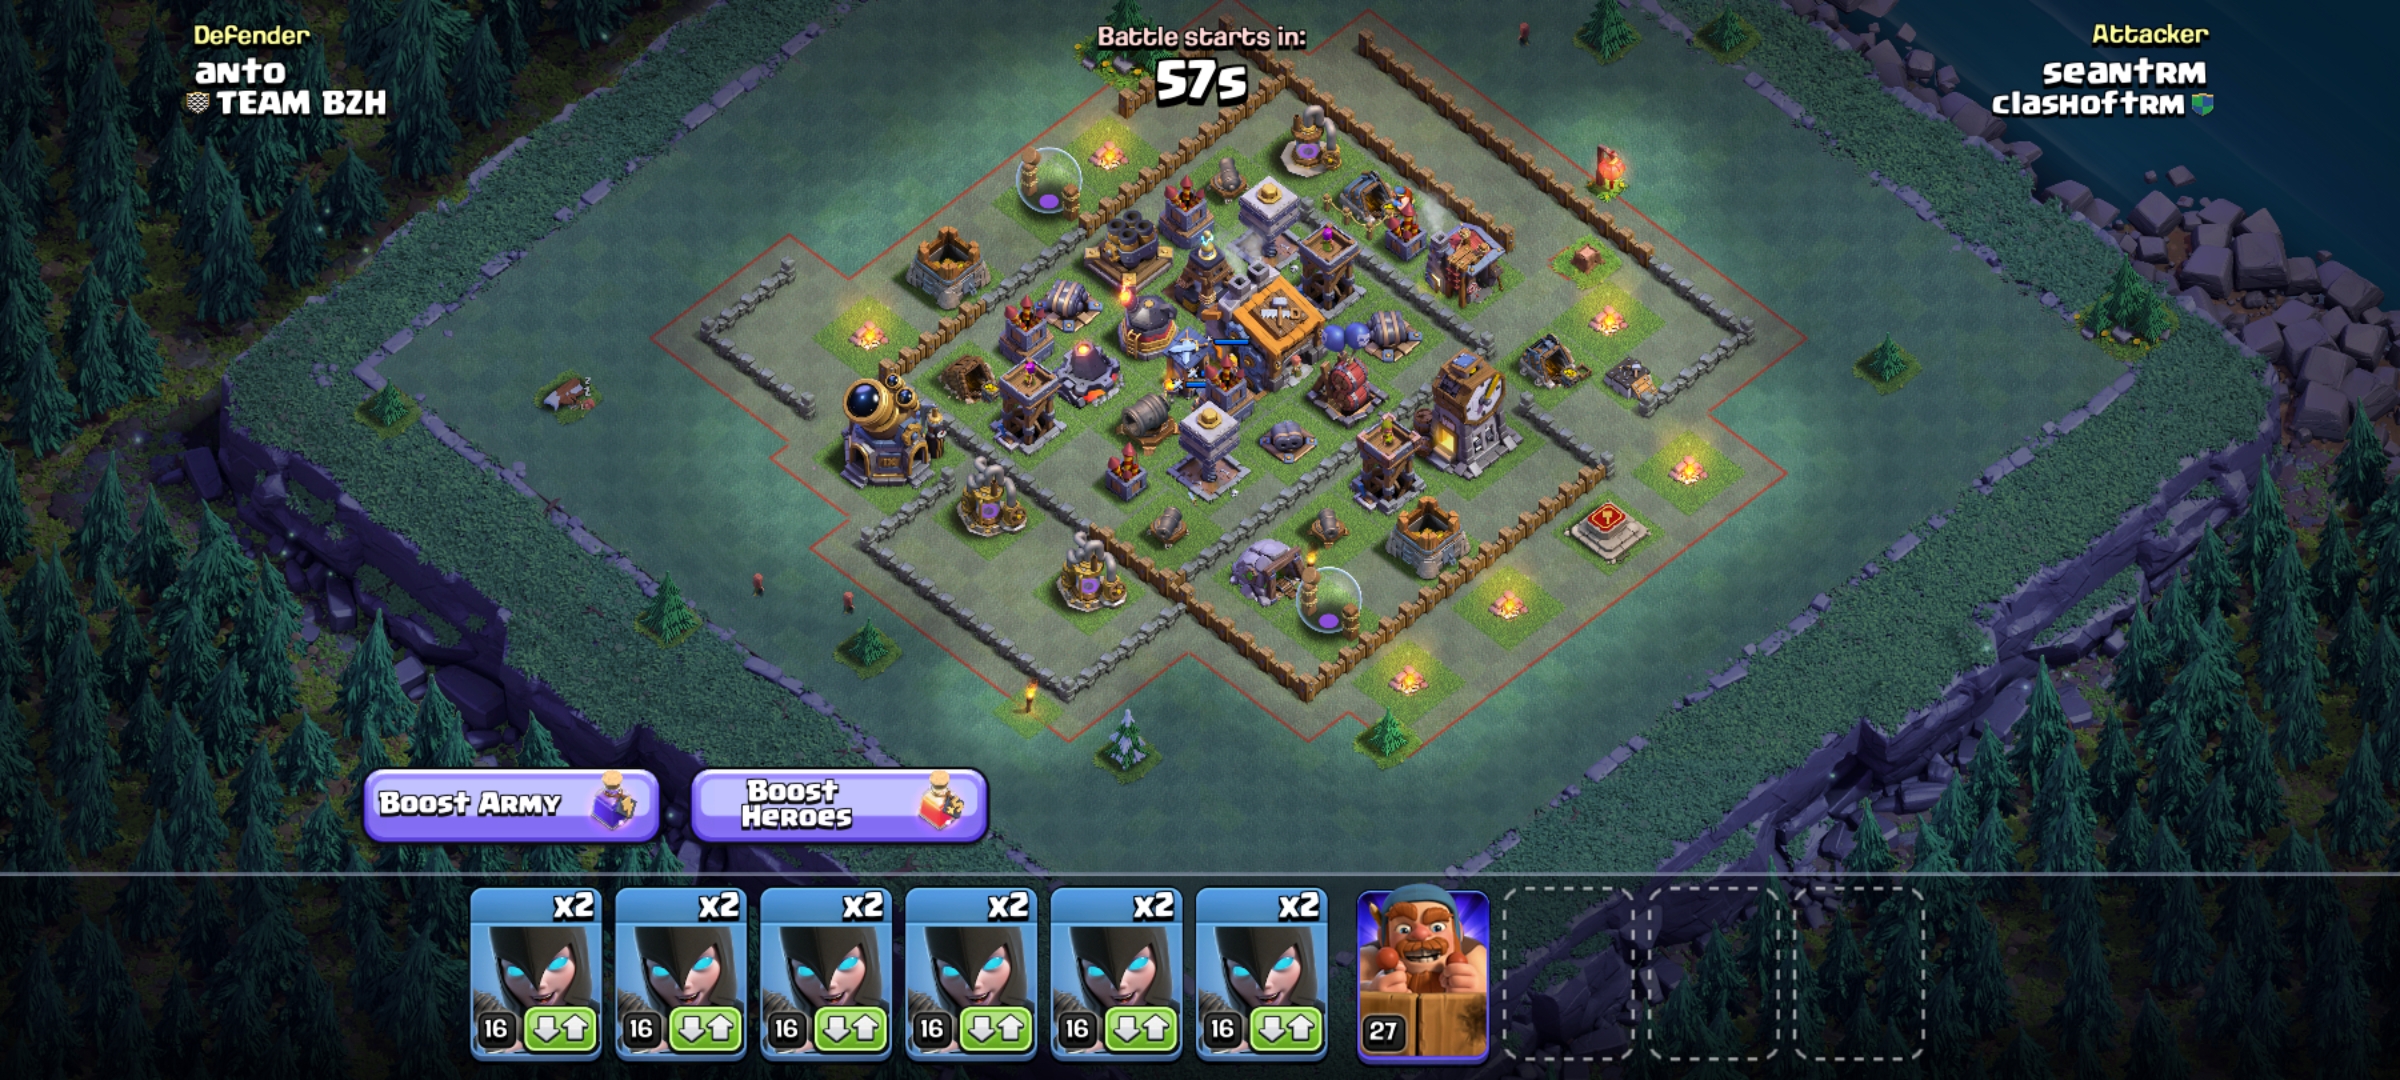 Defender
anto
TEAM BZH
Battle starts in:
57s
Attacker
seantRM
clashoftRM
Boost Army
Boost
Heroes
x2
x2
x2
x2
x2
x2
16
16
16
16
16
16
27